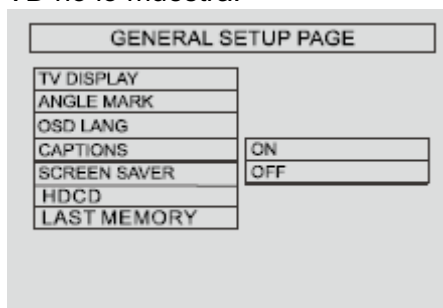 GENERAL SETUP PAGE
TV DISPLAY
ANGLE MARK
OSD LANG
CAPTIONS ON
SCREEN SAVER OFF
HDCD
LAST MEMORY